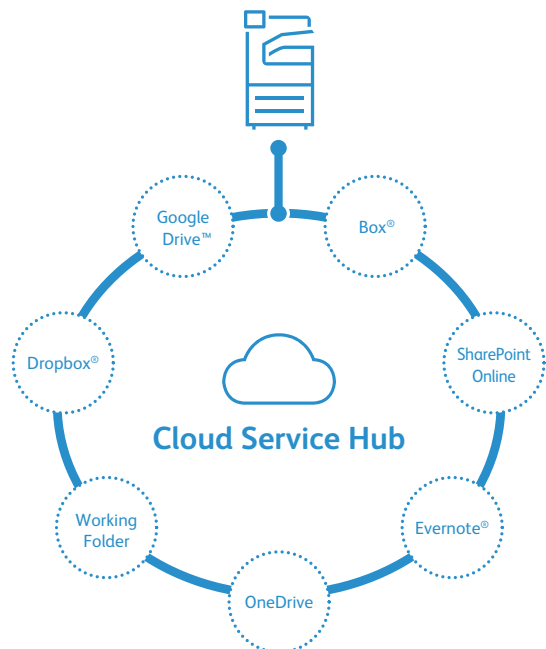 Google
Drive™
Box®
Dropbox®
SharePoint
Online
Cloud Service Hub
Working
Folder
Evernote®
OneDrive